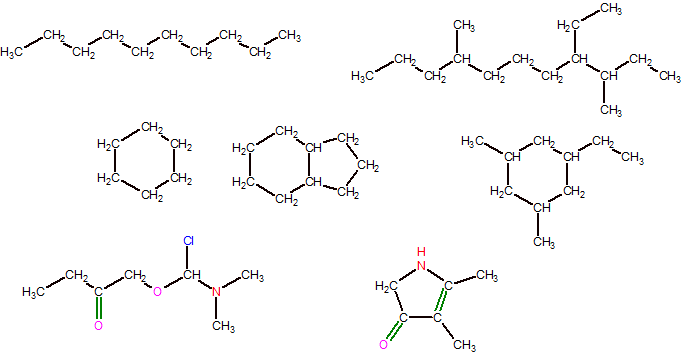 CH3
CH3 H2C
CH2 CH2 CH2 CH2 CH3
H3C CH2 CH2 CH2 CH2
CH2 CH CH2 CH CH2
H3C CH2 CH2 CH2 CH CH3
CH3
CH2 CH2
CH2
H2C CH2 H2C CH H3C CH2 CH2
CH2 CH CH CH3
H2C CH2 H2C CH
CH2 CH2 CH2 H2C CH2
CH
CH3
Cl
H
N
CH2 CH2 CH CH3
H3C C O N
O CH3
H2C C CH3
C C
O CH3